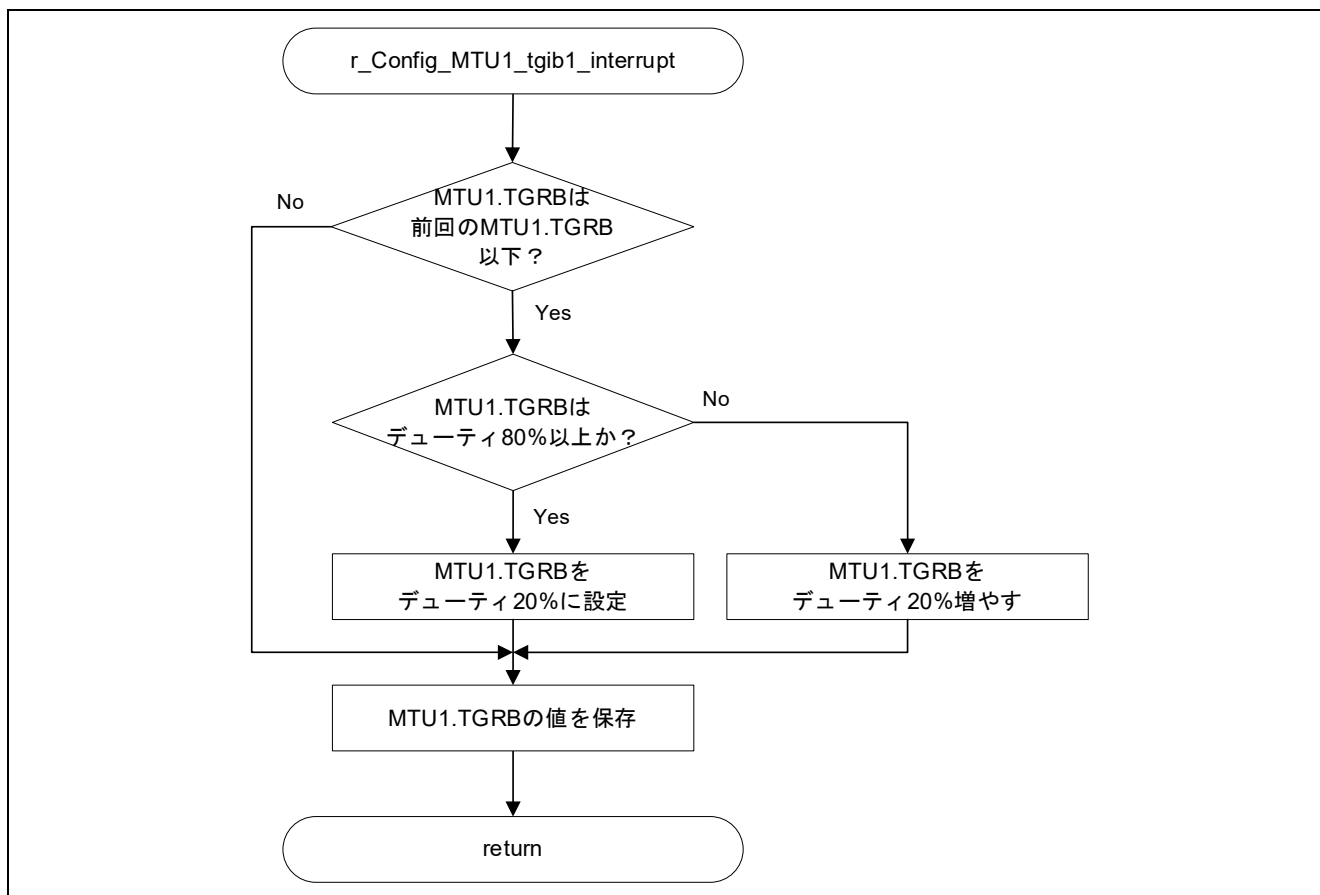 r_Config_MTU1_tgib1_interrupt
No
MTU1.TGRBは
前回のMTU1.TGRB
以下？
Yes
MTU1.TGRBは
デューティ80%以上か？
No
Yes
MTU1.TGRBを
デューティ20%に設定
MTU1.TGRBを
デューティ20%増やす
MTU1.TGRBの値を保存
return